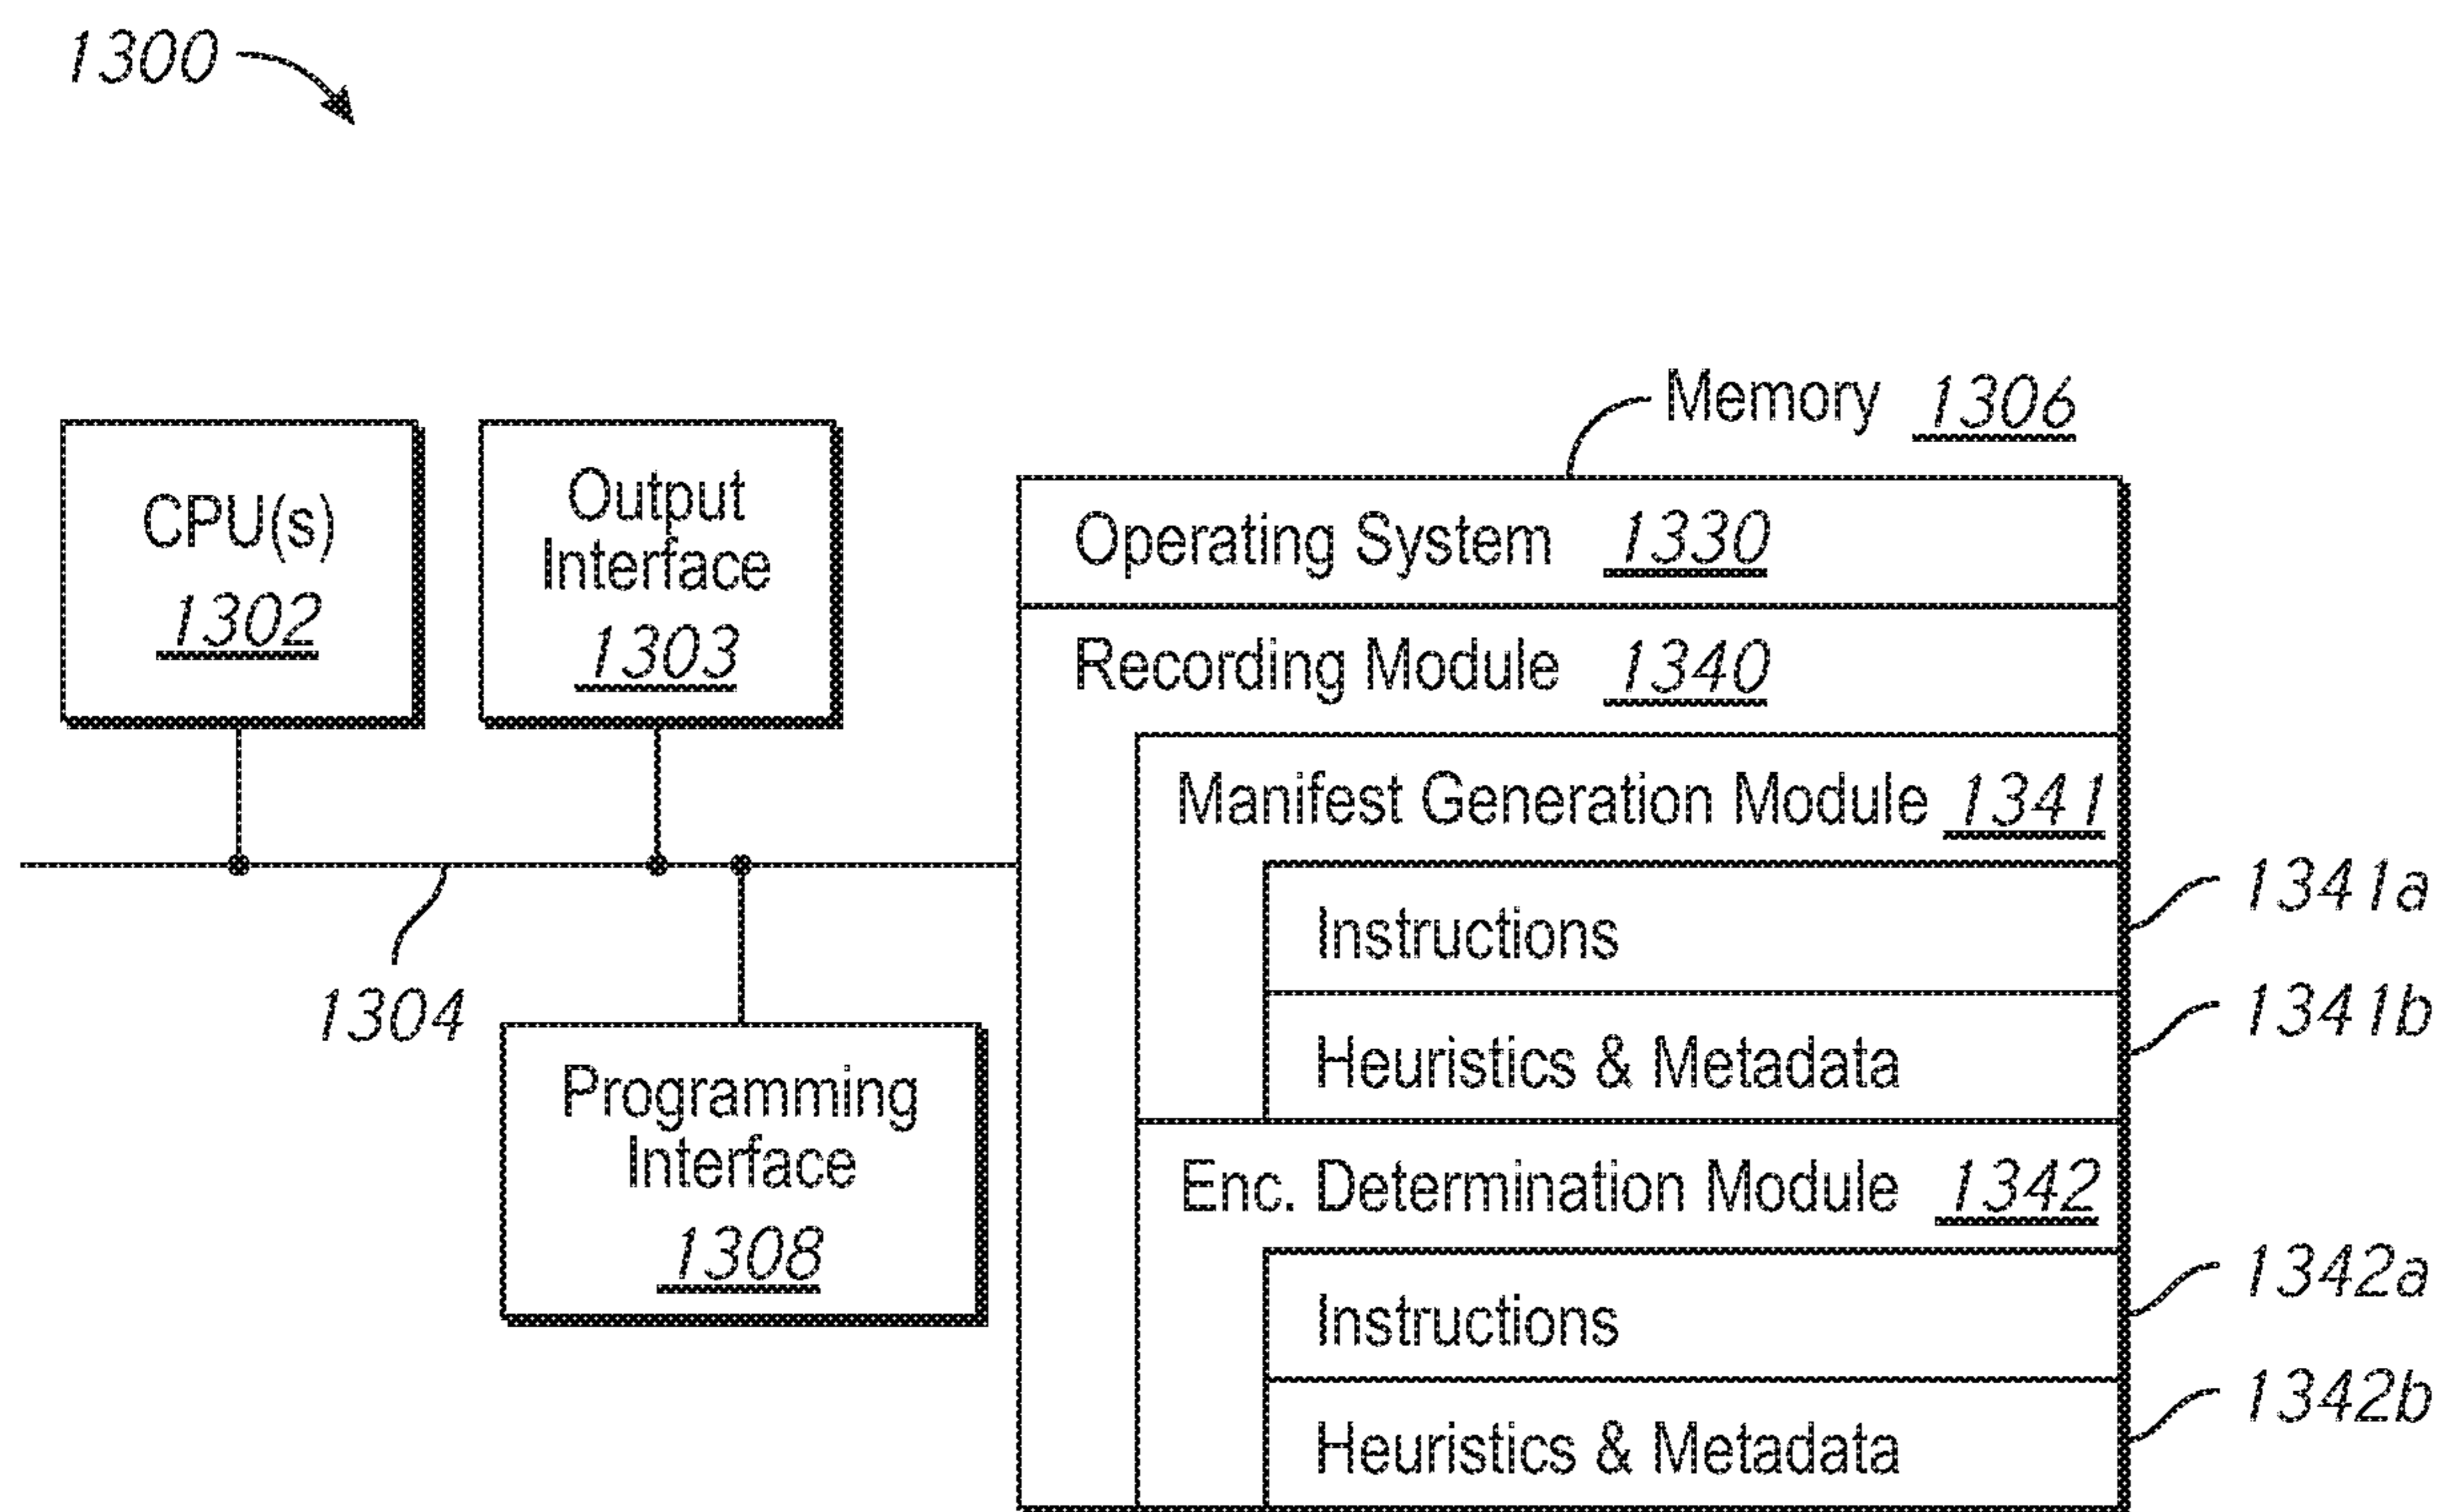 1300
Memory 1306
CPU(s)
1302
Output
Interface
1303
Operating System 1330
Recording Module 1340
Manifest Generation Module 1341
Instructions
1341a
Heuristics & Metadata
1341b
1304
Programming
Interface
1308
Enc. Determination Module 1342
Instructions
1342a
Heuristics & Metadata
1342b